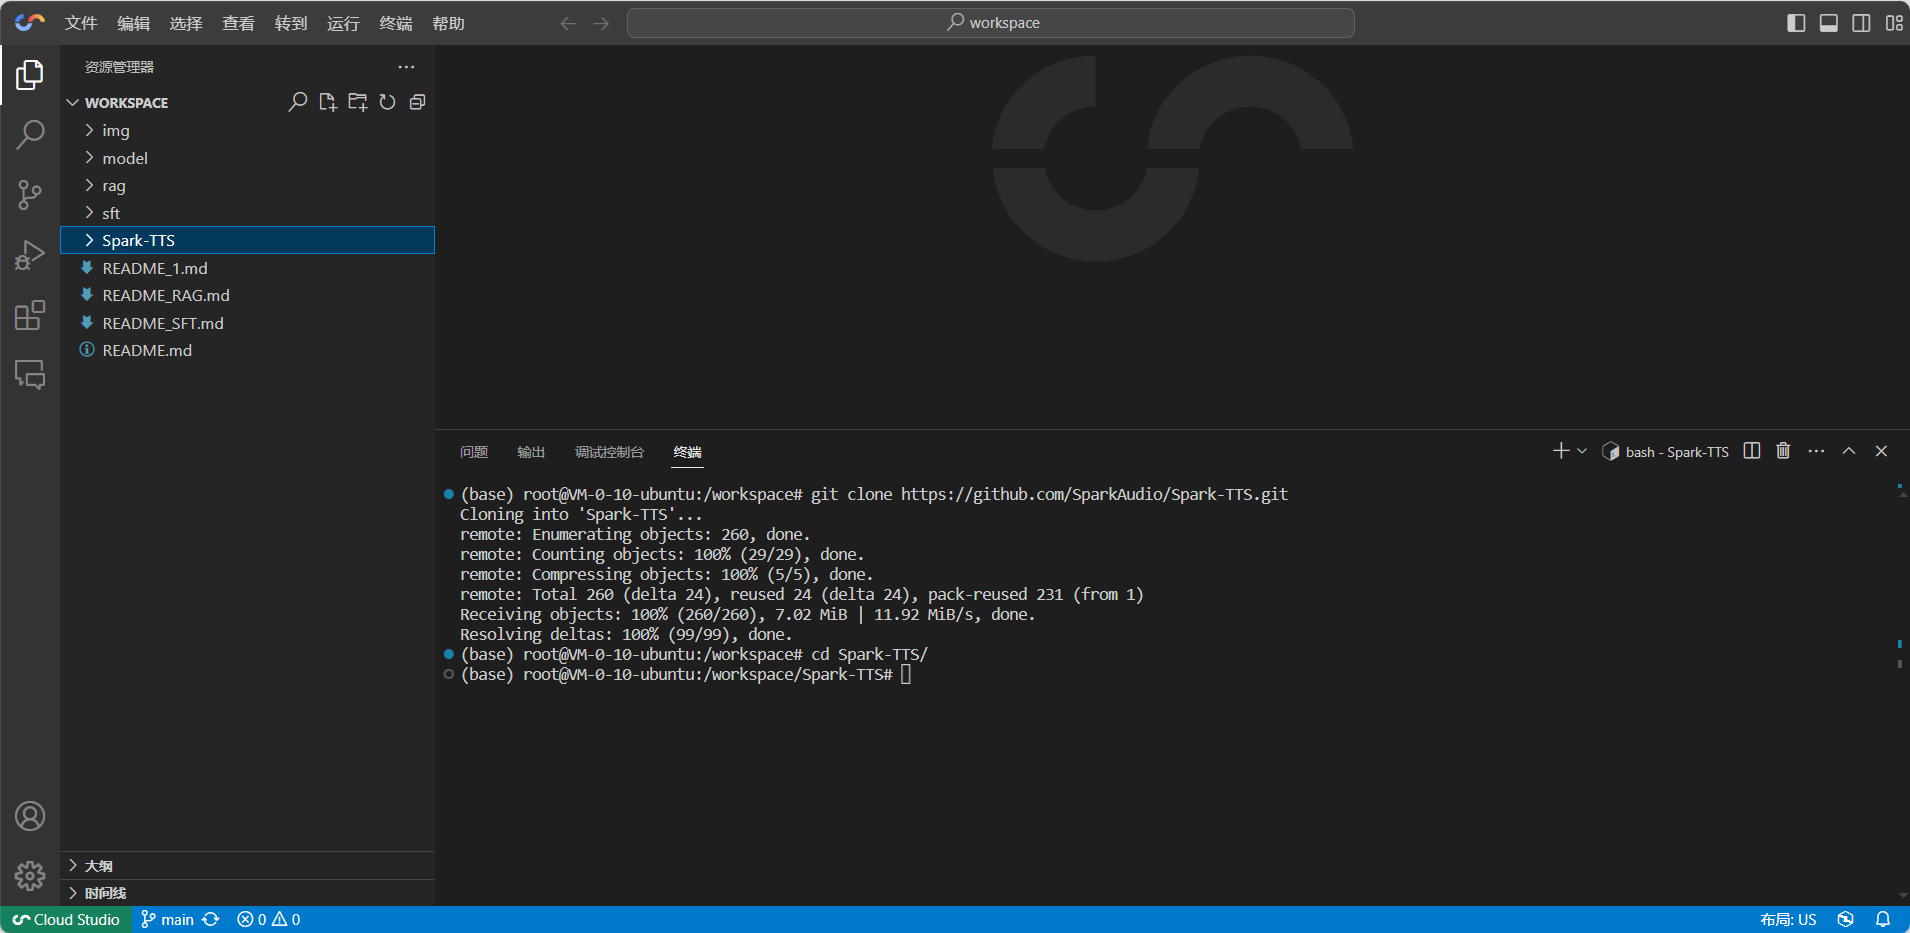 文件 编辑 选择 查看 转到 运行 终端 帮助 workspace
资源管理器
WORKSPACE
img
model
rag
sft
Spark-TTS
README_1.md
README_RAG.md
README_SFT.md
README.md
大纲
时间线
问题 输出 调试控制台 终端 bash - Spark-TTS
(base) root@VM-0-10-ubuntu:/workspace# git clone https://github.com/SparkAudio/Spark-TTS.git
Cloning into 'Spark-TTS'...
remote: Enumerating objects: 260, done.
remote: Counting objects: 100% (29/29), done.
remote: Compressing objects: 100% (5/5), done.
remote: Total 260 (delta 24), reused 24 (delta 24), pack-reused 231 (from 1)
Receiving objects: 100% (260/260), 7.02 MiB | 11.92 MiB/s, done.
Resolving deltas: 100% (99/99), done.
(base) root@VM-0-10-ubuntu:/workspace# cd Spark-TTS/
(base) root@VM-0-10-ubuntu:/workspace/Spark-TTS#
Cloud Studio main 0 0 布局: US